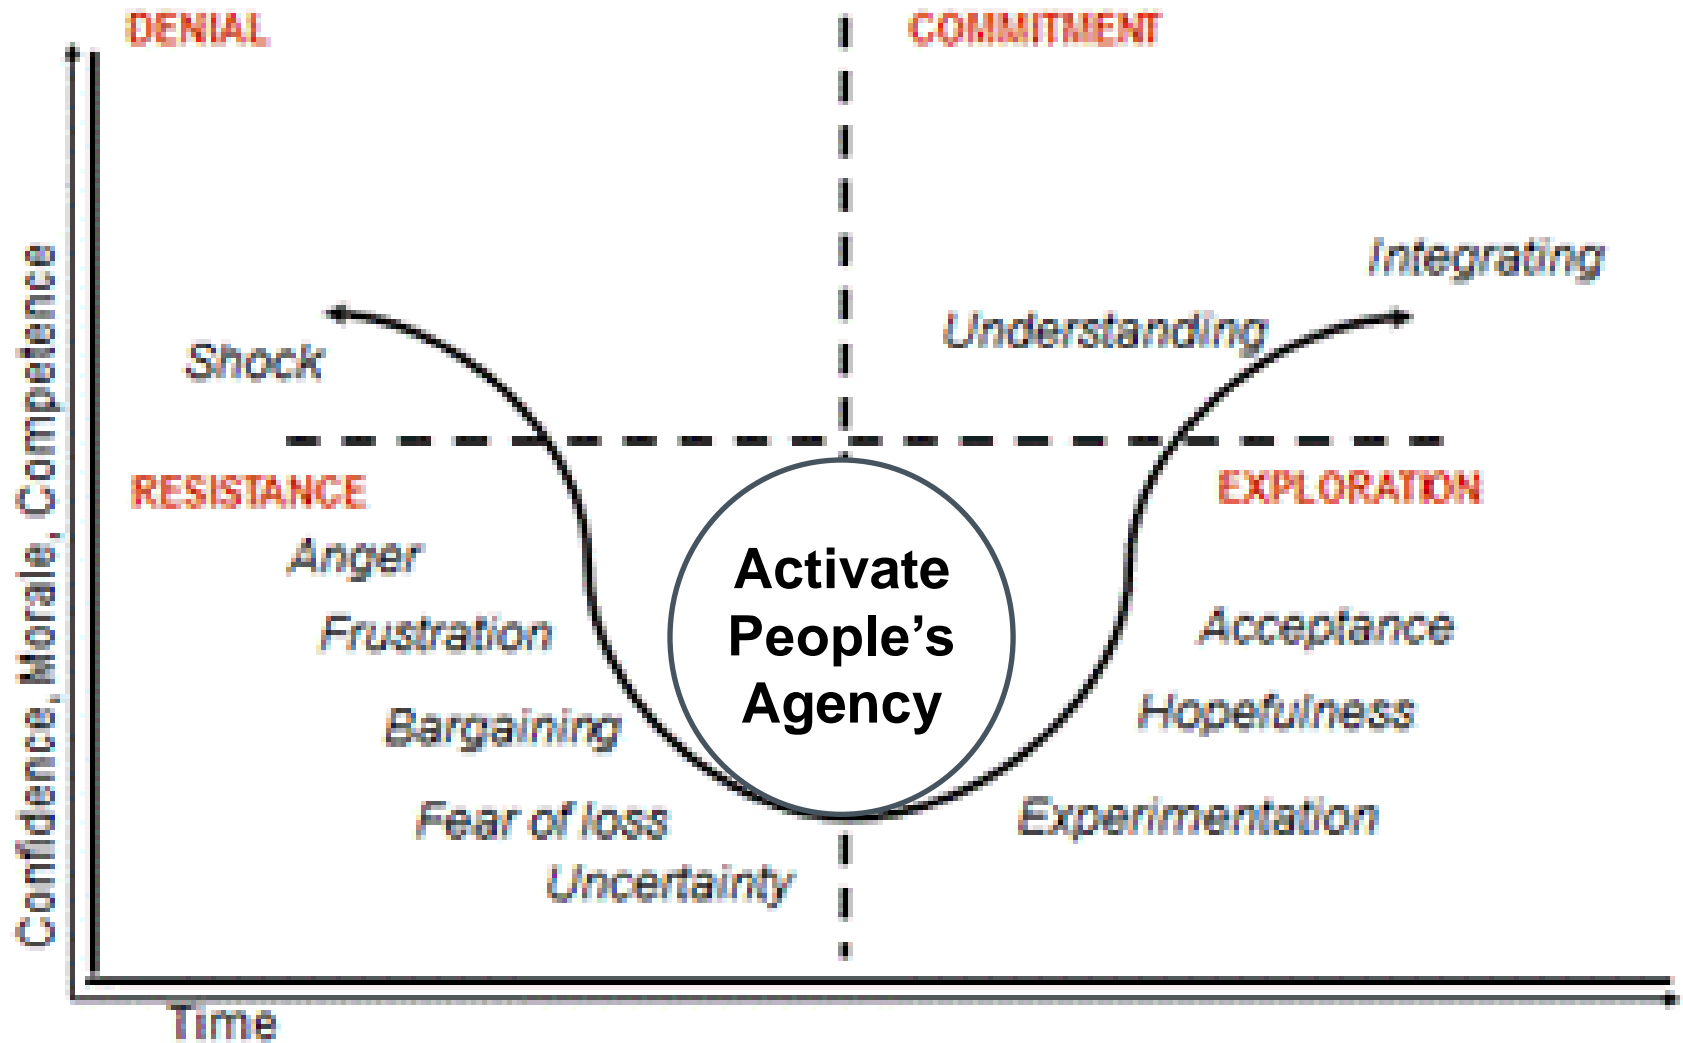 DENIAL
COMMITMENT
Integrating
Understanding
Shock
RESISTANCE
EXPLORATION
Anger
Activate
People’s
Agency
Frustration
Acceptance
Bargaining
Hopefulness
Fear of loss
Experimentation
Uncertainty
Confidence, Morale, Competence
Time